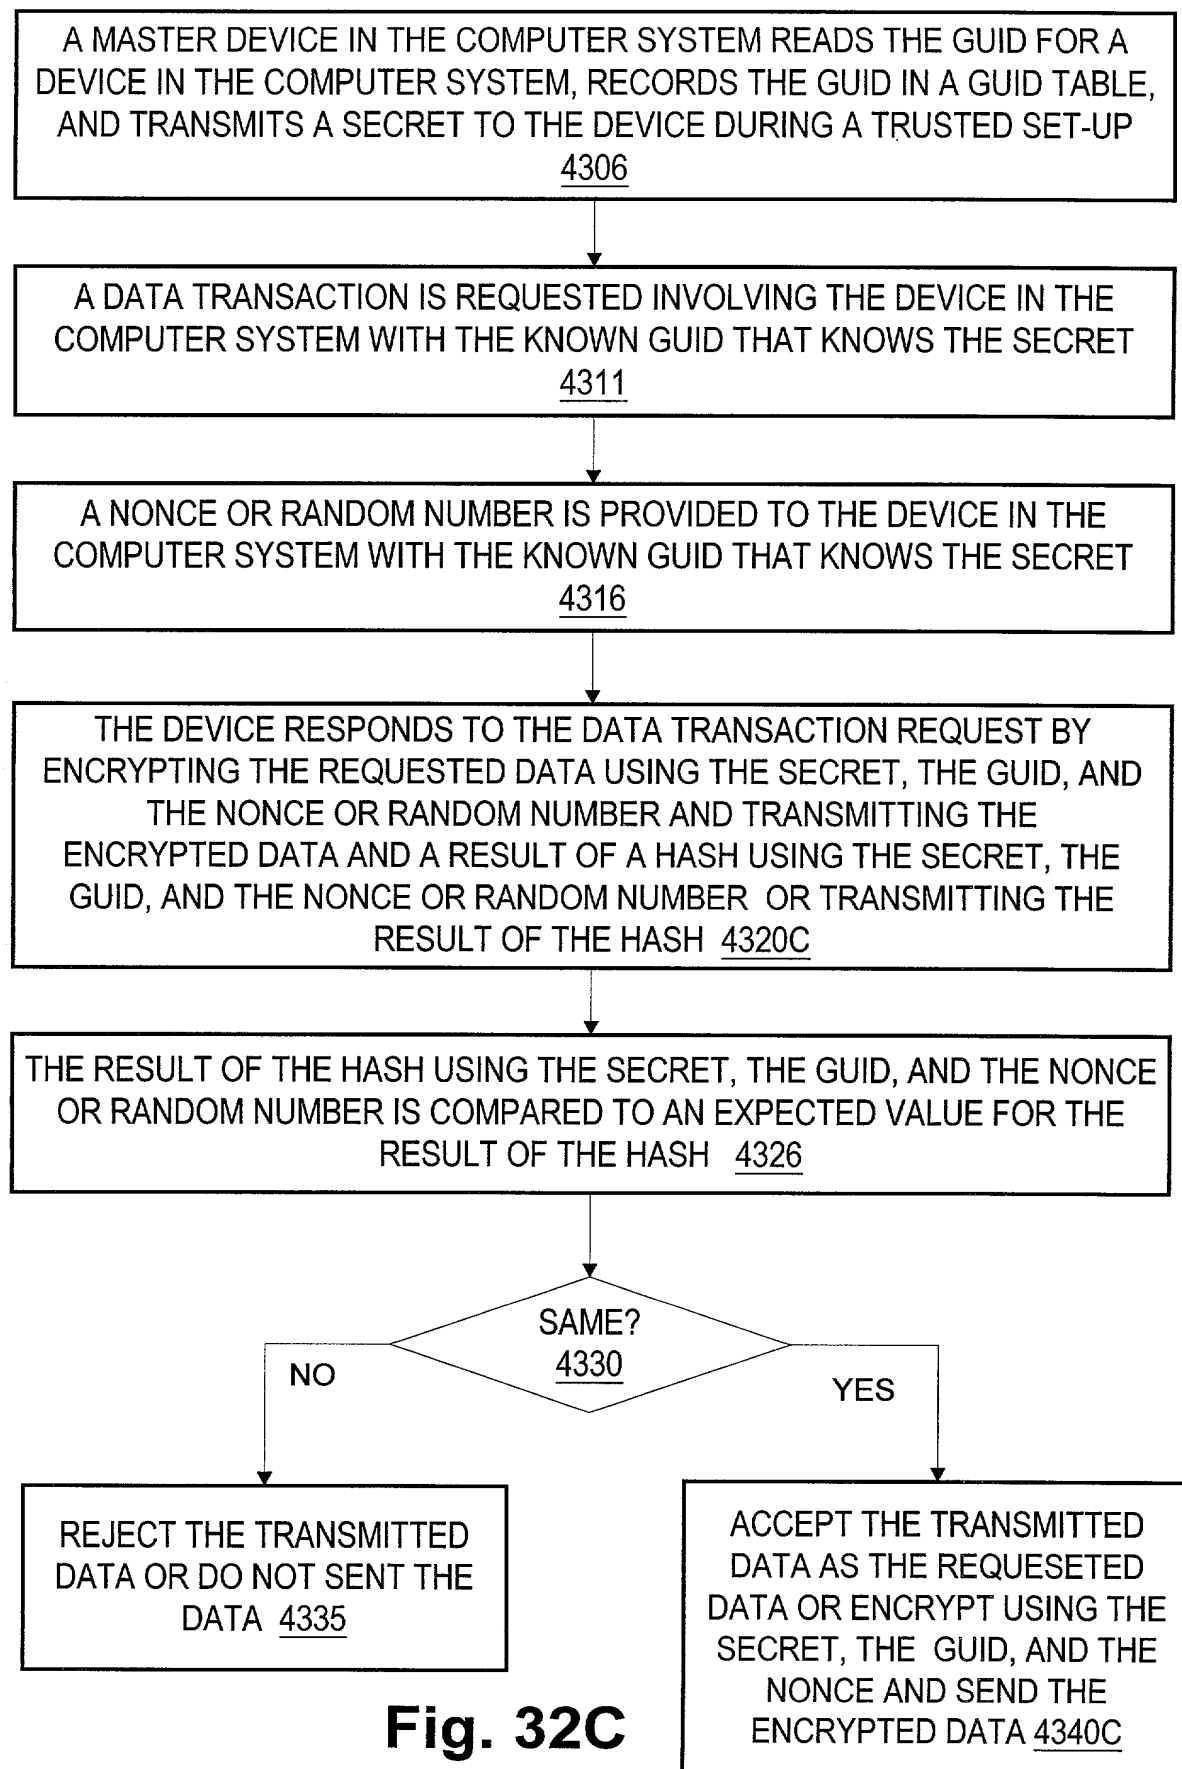 A MASTER DEVICE IN THE COMPUTER SYSTEM READS THE GUID FOR A
DEVICE IN THE COMPUTER SYSTEM, RECORDS THE GUID IN A GUID TABLE,
AND TRANSMITS A SECRET TO THE DEVICE DURING A TRUSTED SET-UP
4306
A DATA TRANSACTION IS REQUESTED INVOLVING THE DEVICE IN THE
COMPUTER SYSTEM WITH THE KNOWN GUID THAT KNOWS THE SECRET
4311
A NONCE OR RANDOM NUMBER IS PROVIDED TO THE DEVICE IN THE
COMPUTER SYSTEM WITH THE KNOWN GUID THAT KNOWS THE SECRET
4316
THE DEVICE RESPONDS TO THE DATA TRANSACTION REQUEST BY
ENCRYPTING THE REQUESTED DATA USING THE SECRET, THE GUID, AND
THE NONCE OR RANDOM NUMBER AND TRANSMITTING THE
ENCRYPTED DATA AND A RESULT OF A HASH USING THE SECRET, THE
GUID, AND THE NONCE OR RANDOM NUMBER OR TRANSMITTING THE
RESULT OF THE HASH 4320C
THE RESULT OF THE HASH USING THE SECRET, THE GUID, AND THE NONCE
OR RANDOM NUMBER IS COMPARED TO AN EXPECTED VALUE FOR THE
RESULT OF THE HASH 4326
SAME?
4330
NO
YES
REJECT THE TRANSMITTED
DATA OR DO NOT SENT THE
DATA 4335
ACCEPT THE TRANSMITTED
DATA AS THE REQUESETED
DATA OR ENCRYPT USING THE
SECRET, THE GUID, AND THE
NONCE AND SEND THE
ENCRYPTED DATA 4340C
Fig. 32C